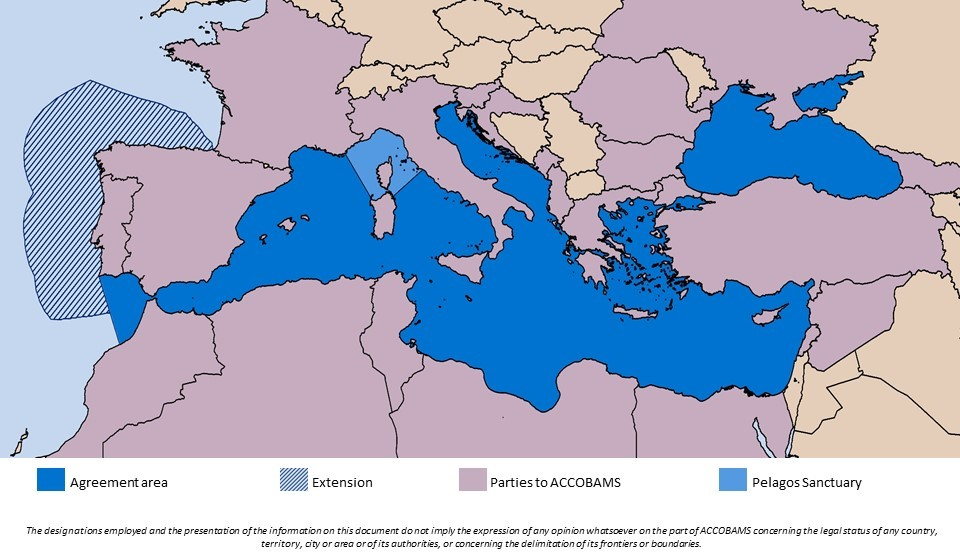 Agreement area
Extension
Parties to ACCOBAMS
Pelagos Sanctuary
The designations employed and the presentation of the information on this document do not imply the expression of any opinion whatsoever on the part of ACCOBAMS concerning the legal status of any country,
territory, city or area or of its authorities, or concerning the delimitation of its frontiers or boundaries.